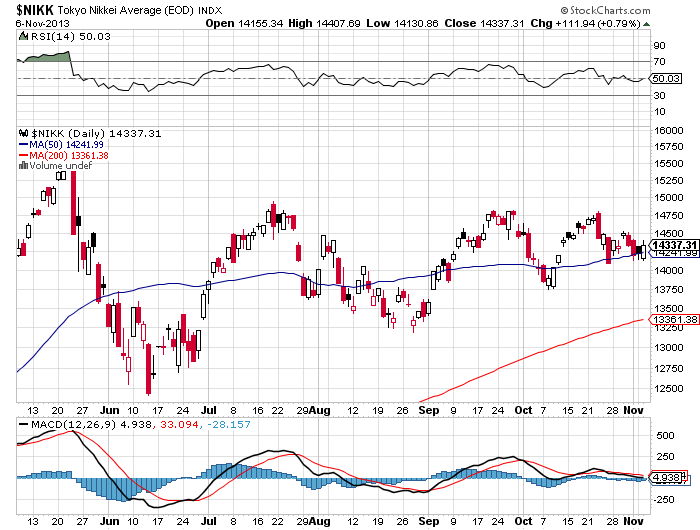 $NIKK Tokyo Nikkei Average (EOD) INDX © StockCharts.com
6-Nov-2013 Open 14155.34 High 14407.69 Low 14130.86 Close 14337.31 Chg +111.94 (+0.79%)
RSI(14) 50.03
90
70
50.03
30
10
$NIKK (Daily) 14337.31
MA(50) 14241.99
MA(200) 13361.38
Volume undef
16000
15750
15500
15250
15000
14750
14500
14337.31
14241.99
14000
13750
13500
13361.38
13250
13000
12750
12500
13 20 27 Jun 10 17 24 Jul 8 16 22 29 Aug 12 19 26 Sep 9 17 24 Oct 7 15 21 28 Nov
MACD(12,26,9) 4.938, 33.094, -28.157
500
250
4.938
-250
13 20 27 Jun 10 17 24 Jul 8 16 22 29 Aug 12 19 26 Sep 9 17 24 Oct 7 15 21 28 Nov